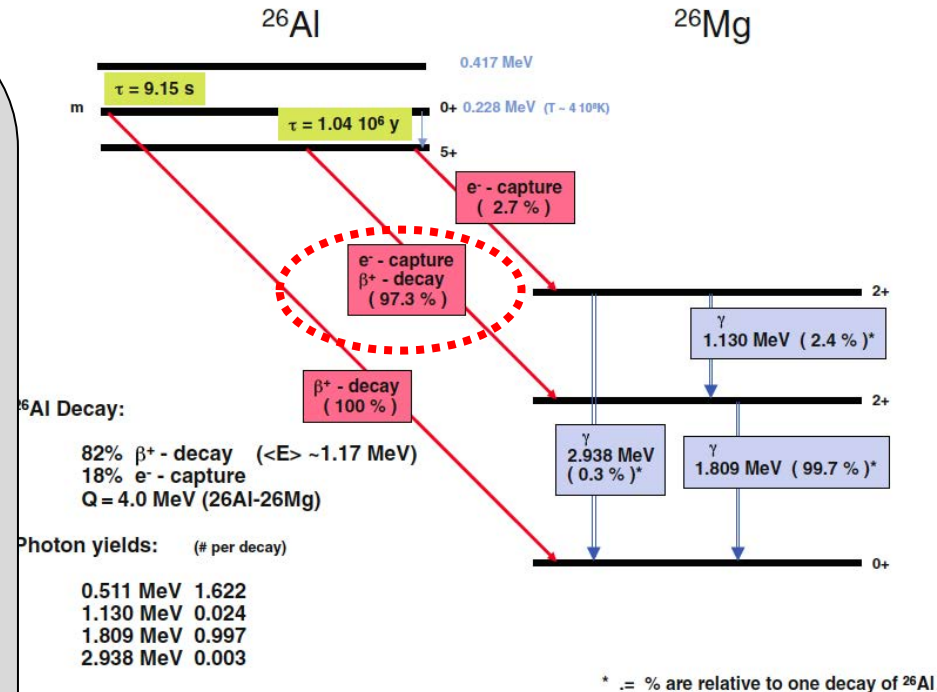 ²⁶Al
²⁶Mg
0.417 MeV
τ = 9.15 s
m
0+ 0.228 MeV (T ~ 4 10⁸K)
τ = 1.04 10⁶ y
5+
e⁻ - capture
( 2.7 % )
e⁻ - capture
β⁺ - decay
( 97.3 % )
2+
γ
1.130 MeV ( 2.4 % )*
β⁺ - decay
( 100 % )
2+
γ
2.938 MeV
( 0.3 % )*
γ
1.809 MeV ( 99.7 % )*
0+
²⁶Al Decay:
82% β⁺ - decay (<E> ~1.17 MeV)
18% e⁻ - capture
Q = 4.0 MeV (26Al-26Mg)
Photon yields: (# per decay)
0.511 MeV 1.622
1.130 MeV 0.024
1.809 MeV 0.997
2.938 MeV 0.003
* .= % are relative to one decay of ²⁶Al